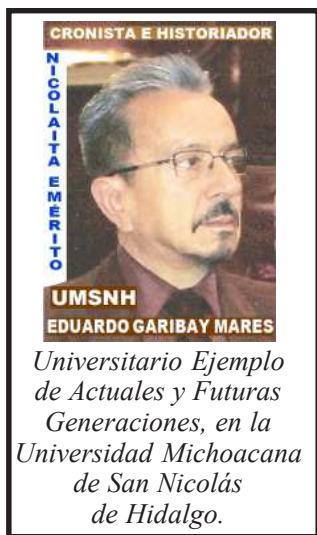 CRONISTA E HISTORIADOR
NICOLAITA EMÉRITO
UMSNH
EDUARDO GARIBAY MARES
Universitario Ejemplo
de Actuales y Futuras
Generaciones, en la
Universidad Michoacana
de San Nicolás
de Hidalgo.